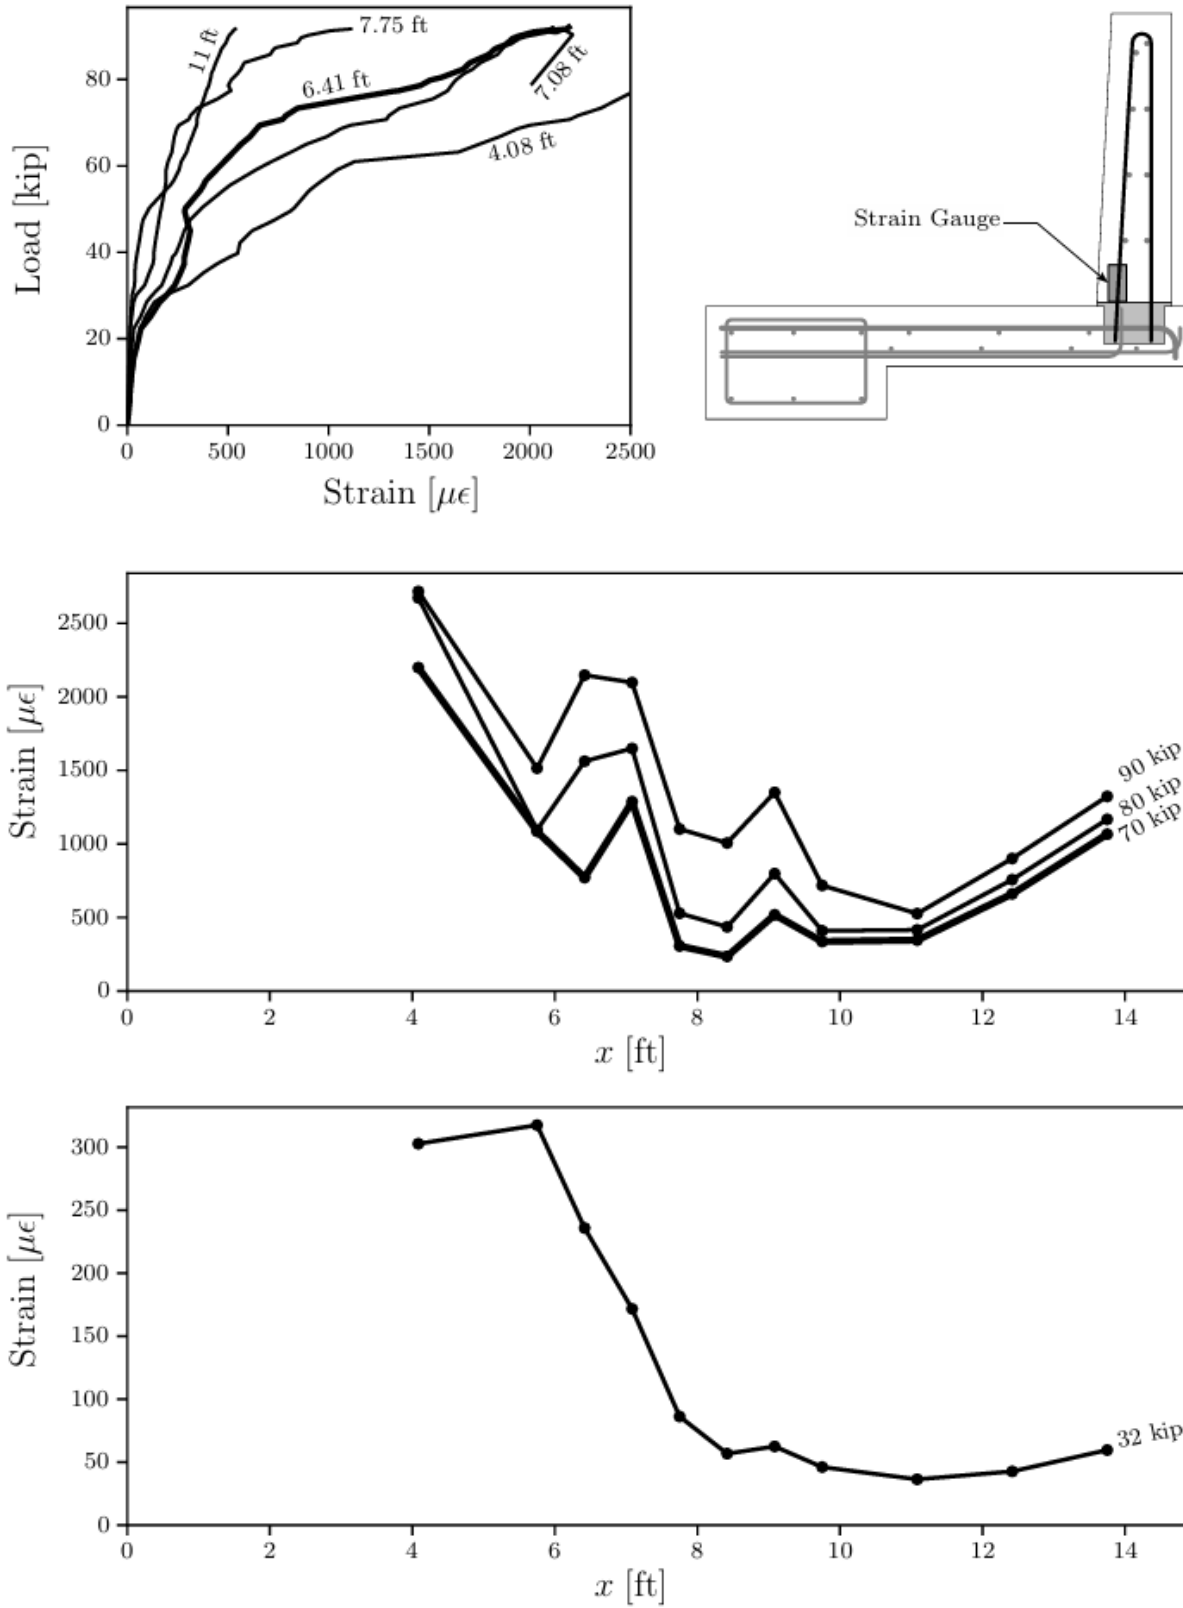 11 ft
7.75 ft
6.41 ft
7.08 ft
4.08 ft
80
60
40
20
0
Load [kip]
0 500 1000 1500 2000 2500
Strain [με]
Strain Gauge
2500
2000
1500
1000
500
0
Strain [με]
90 kip
80 kip
70 kip
0 2 4 6 8 10 12 14
x [ft]
300
250
200
150
100
50
0
Strain [με]
32 kip
0 2 4 6 8 10 12 14
x [ft]